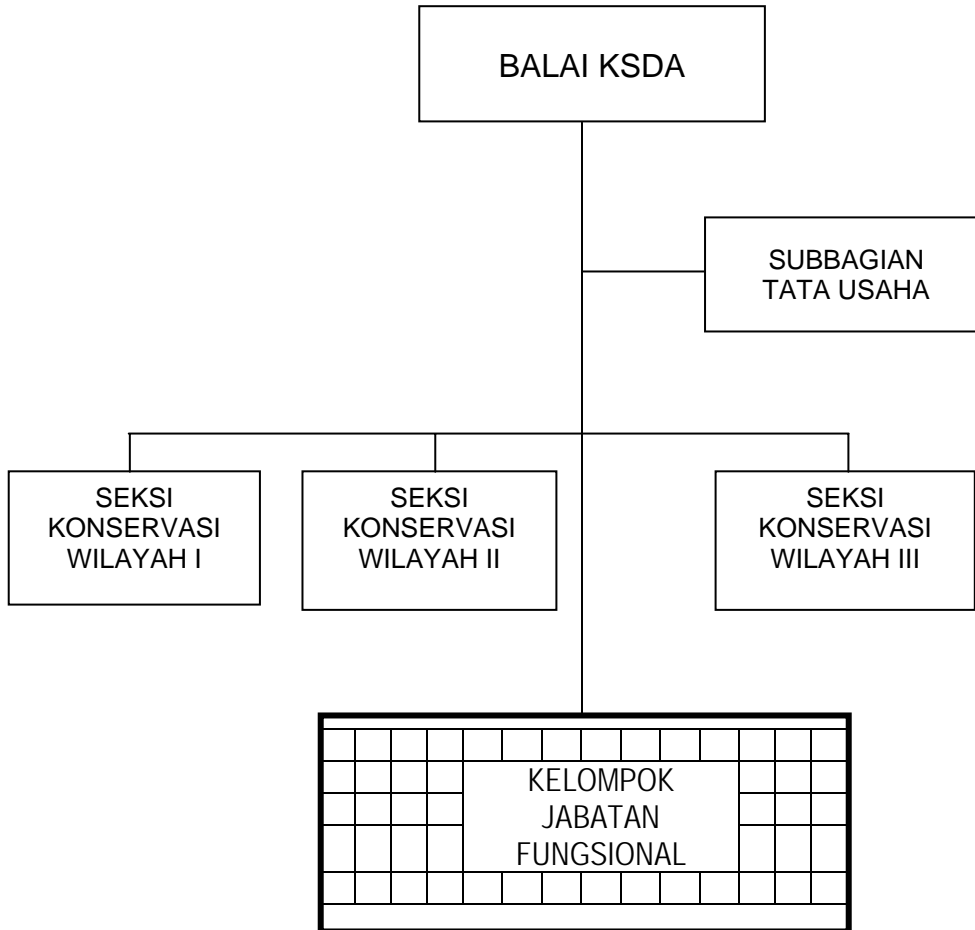 BALAI KSDA
SUBBAGIAN
TATA USAHA
SEKSI
KONSERVASI
WILAYAH I
SEKSI
KONSERVASI
WILAYAH II
SEKSI
KONSERVASI
WILAYAH III
KELOMPOK
JABATAN
FUNGSIONAL